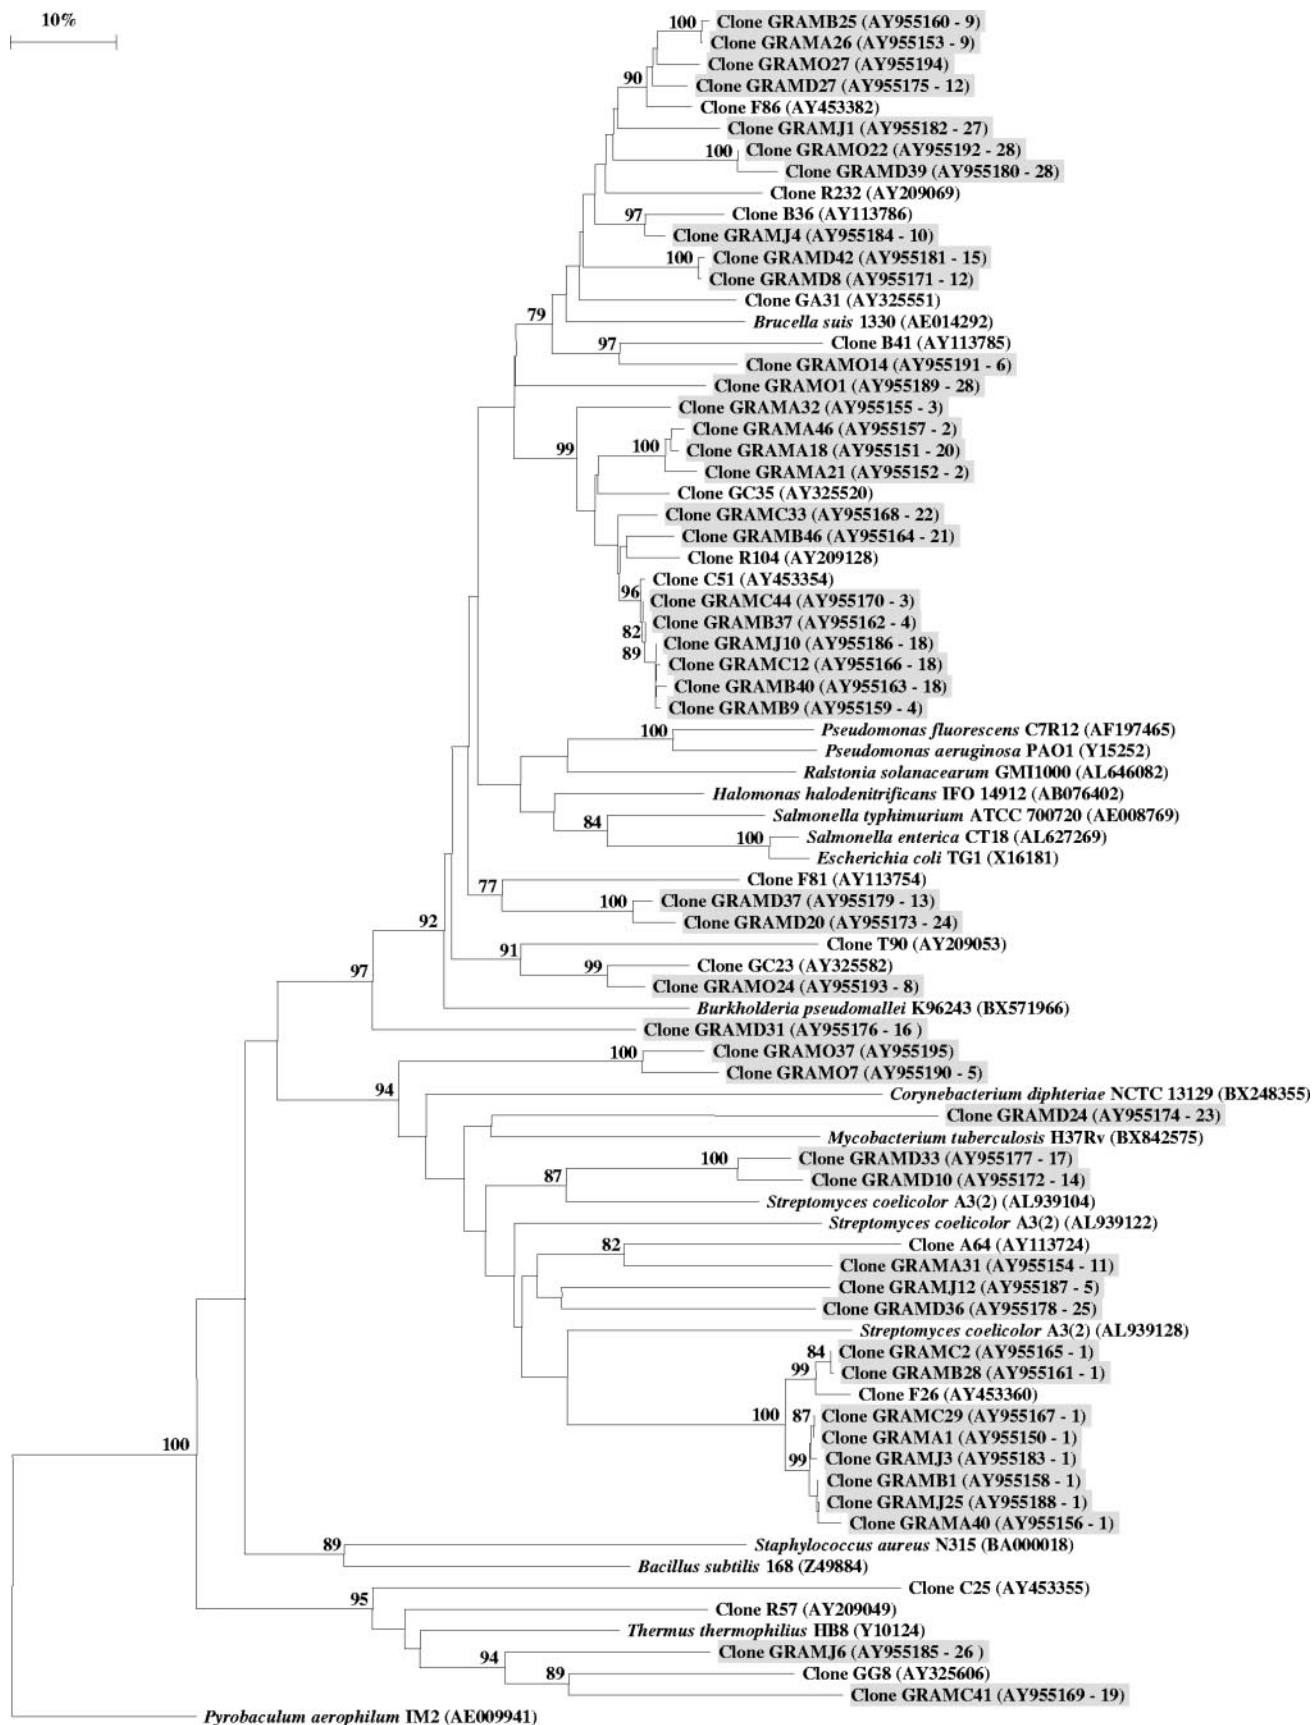 10%
100
Clone GRAMB25 (AY955160 - 9)
Clone GRAMA26 (AY955153 - 9)
Clone GRAMO27 (AY955194)
90
Clone GRAMD27 (AY955175 - 12)
Clone F86 (AY453382)
Clone GRAMJ1 (AY955182 - 27)
100
Clone GRAMO22 (AY955192 - 28)
Clone GRAMD39 (AY955180 - 28)
Clone R232 (AY209069)
97
Clone B36 (AY113786)
Clone GRAMJ4 (AY955184 - 10)
100
Clone GRAMD42 (AY955181 - 15)
Clone GRAMD8 (AY955171 - 12)
Clone GA31 (AY325551)
79
Brucella suis 1330 (AE014292)
97
Clone B41 (AY113785)
Clone GRAMO14 (AY955191 - 6)
Clone GRAMO1 (AY955189 - 28)
Clone GRAMA32 (AY955155 - 3)
Clone GRAMA46 (AY955157 - 2)
99
100
Clone GRAMA18 (AY955151 - 20)
Clone GRAMA21 (AY955152 - 2)
Clone GC35 (AY325520)
Clone GRAMC33 (AY955168 - 22)
Clone GRAMB46 (AY955164 - 21)
Clone R104 (AY209128)
Clone C51 (AY453354)
96
Clone GRAMC44 (AY955170 - 3)
Clone GRAMB37 (AY955162 - 4)
82
Clone GRAMJ10 (AY955186 - 18)
89
Clone GRAMC12 (AY955166 - 18)
Clone GRAMB40 (AY955163 - 18)
Clone GRAMB9 (AY955159 - 4)
100
Pseudomonas fluorescens C7R12 (AF197465)
Pseudomonas aeruginosa PAO1 (Y15252)
Ralstonia solanacearum GMI1000 (AL646082)
Halomonas halodenitrificans IFO 14912 (AB076402)
84
Salmonella typhimurium ATCC 700720 (AE008769)
100
Salmonella enterica CT18 (AL627269)
Escherichia coli TG1 (X16181)
77
Clone F81 (AY113754)
100
Clone GRAMD37 (AY955179 - 13)
92
Clone GRAMD20 (AY955173 - 24)
91
Clone T90 (AY209053)
97
99
Clone GC23 (AY325582)
Clone GRAMO24 (AY955193 - 8)
Burkholderia pseudomallei K96243 (BX571966)
Clone GRAMD31 (AY955176 - 16 )
100
Clone GRAMO37 (AY955195)
Clone GRAMO7 (AY955190 - 5)
94
Corynebacterium diphteriae NCTC 13129 (BX248355)
Clone GRAMD24 (AY955174 - 23)
Mycobacterium tuberculosis H37Rv (BX842575)
100
Clone GRAMD33 (AY955177 - 17)
87
Clone GRAMD10 (AY955172 - 14)
Streptomyces coelicolor A3(2) (AL939104)
Streptomyces coelicolor A3(2) (AL939122)
82
Clone A64 (AY113724)
Clone GRAMA31 (AY955154 - 11)
Clone GRAMJ12 (AY955187 - 5)
Clone GRAMD36 (AY955178 - 25)
Streptomyces coelicolor A3(2) (AL939128)
84
Clone GRAMC2 (AY955165 - 1)
99
Clone GRAMB28 (AY955161 - 1)
Clone F26 (AY453360)
100
87
Clone GRAMC29 (AY955167 - 1)
Clone GRAMA1 (AY955150 - 1)
100
99
Clone GRAMJ3 (AY955183 - 1)
Clone GRAMB1 (AY955158 - 1)
Clone GRAMJ25 (AY955188 - 1)
Clone GRAMA40 (AY955156 - 1)
89
Staphylococcus aureus N315 (BA000018)
Bacillus subtilis 168 (Z49884)
95
Clone C25 (AY453355)
Clone R57 (AY209049)
Thermus thermophilius HB8 (Y10124)
94
Clone GRAMJ6 (AY955185 - 26 )
89
Clone GG8 (AY325606)
Clone GRAMC41 (AY955169 - 19)
Pyrobaculum aerophilum IM2 (AE009941)